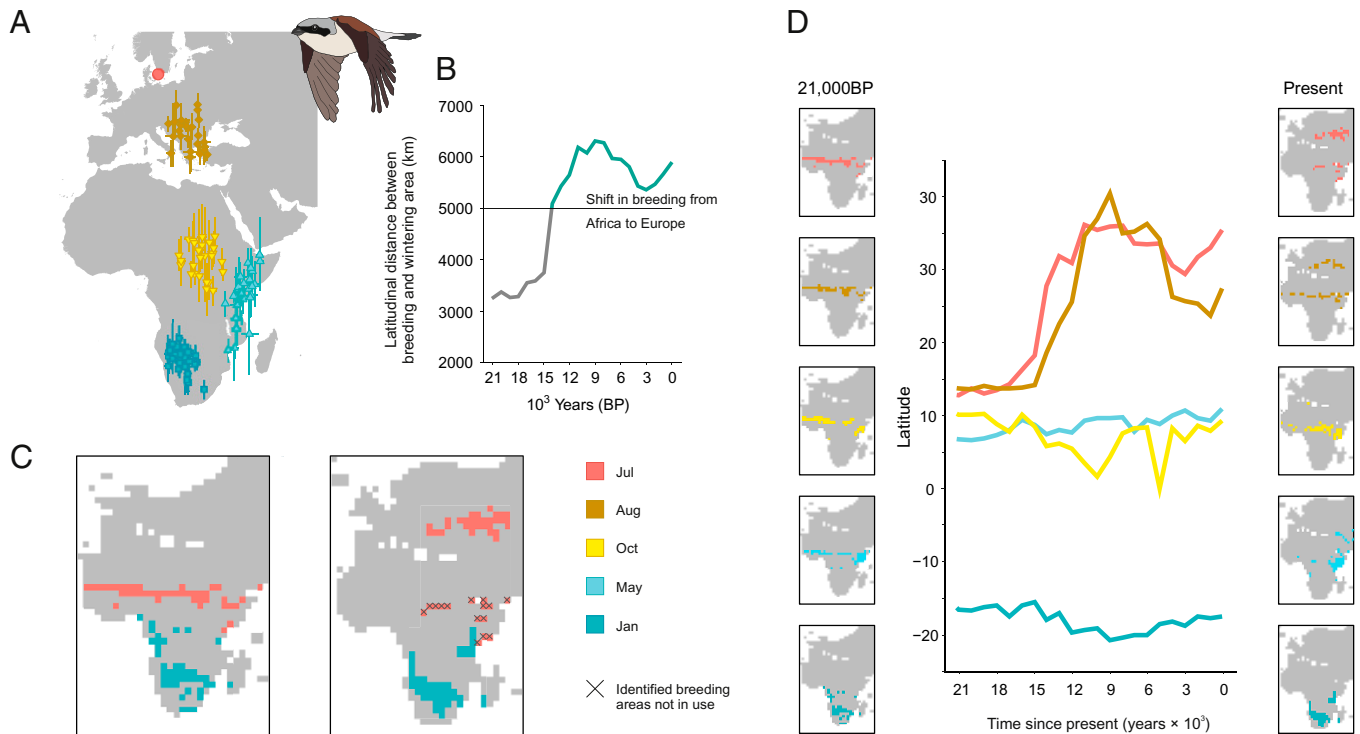 A
B
Latitudinal distance between
breeding and wintering area (km)
7000
6000
5000
4000
3000
2000
Shift in breeding from
Africa to Europe
21 18 15 12 9 6 3 0
10³ Years (BP)
C
Jul
Aug
Oct
May
Jan
Identified breeding
areas not in use
D
21,000BP
Present
Latitude
30
30
20
10
0
−10
−20
21 18 15 12 9 6 3 0
Time since present (years × 10³)